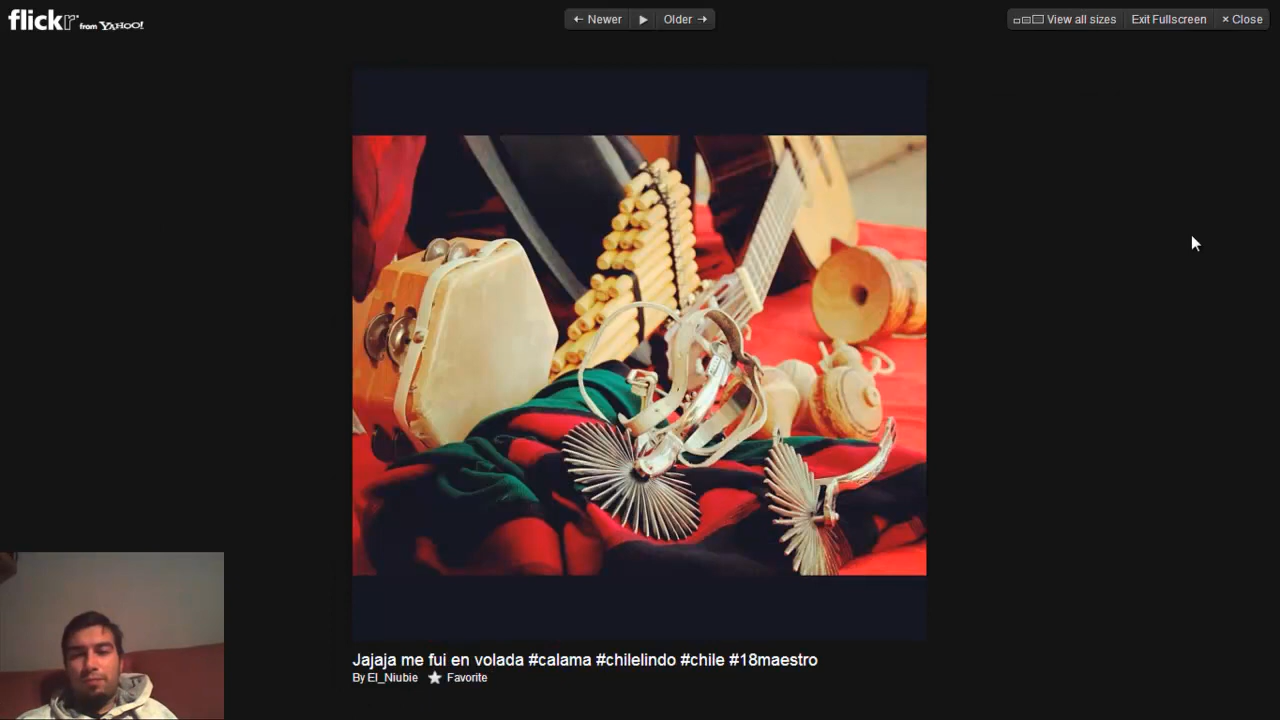 flickr from YAHOO!
← Newer
Older →
View all sizes
Exit Fullscreen
× Close
Jajaja me fui en volada #calama #chilelindo #chile #18maestro
By El_Niubie ★ Favorite